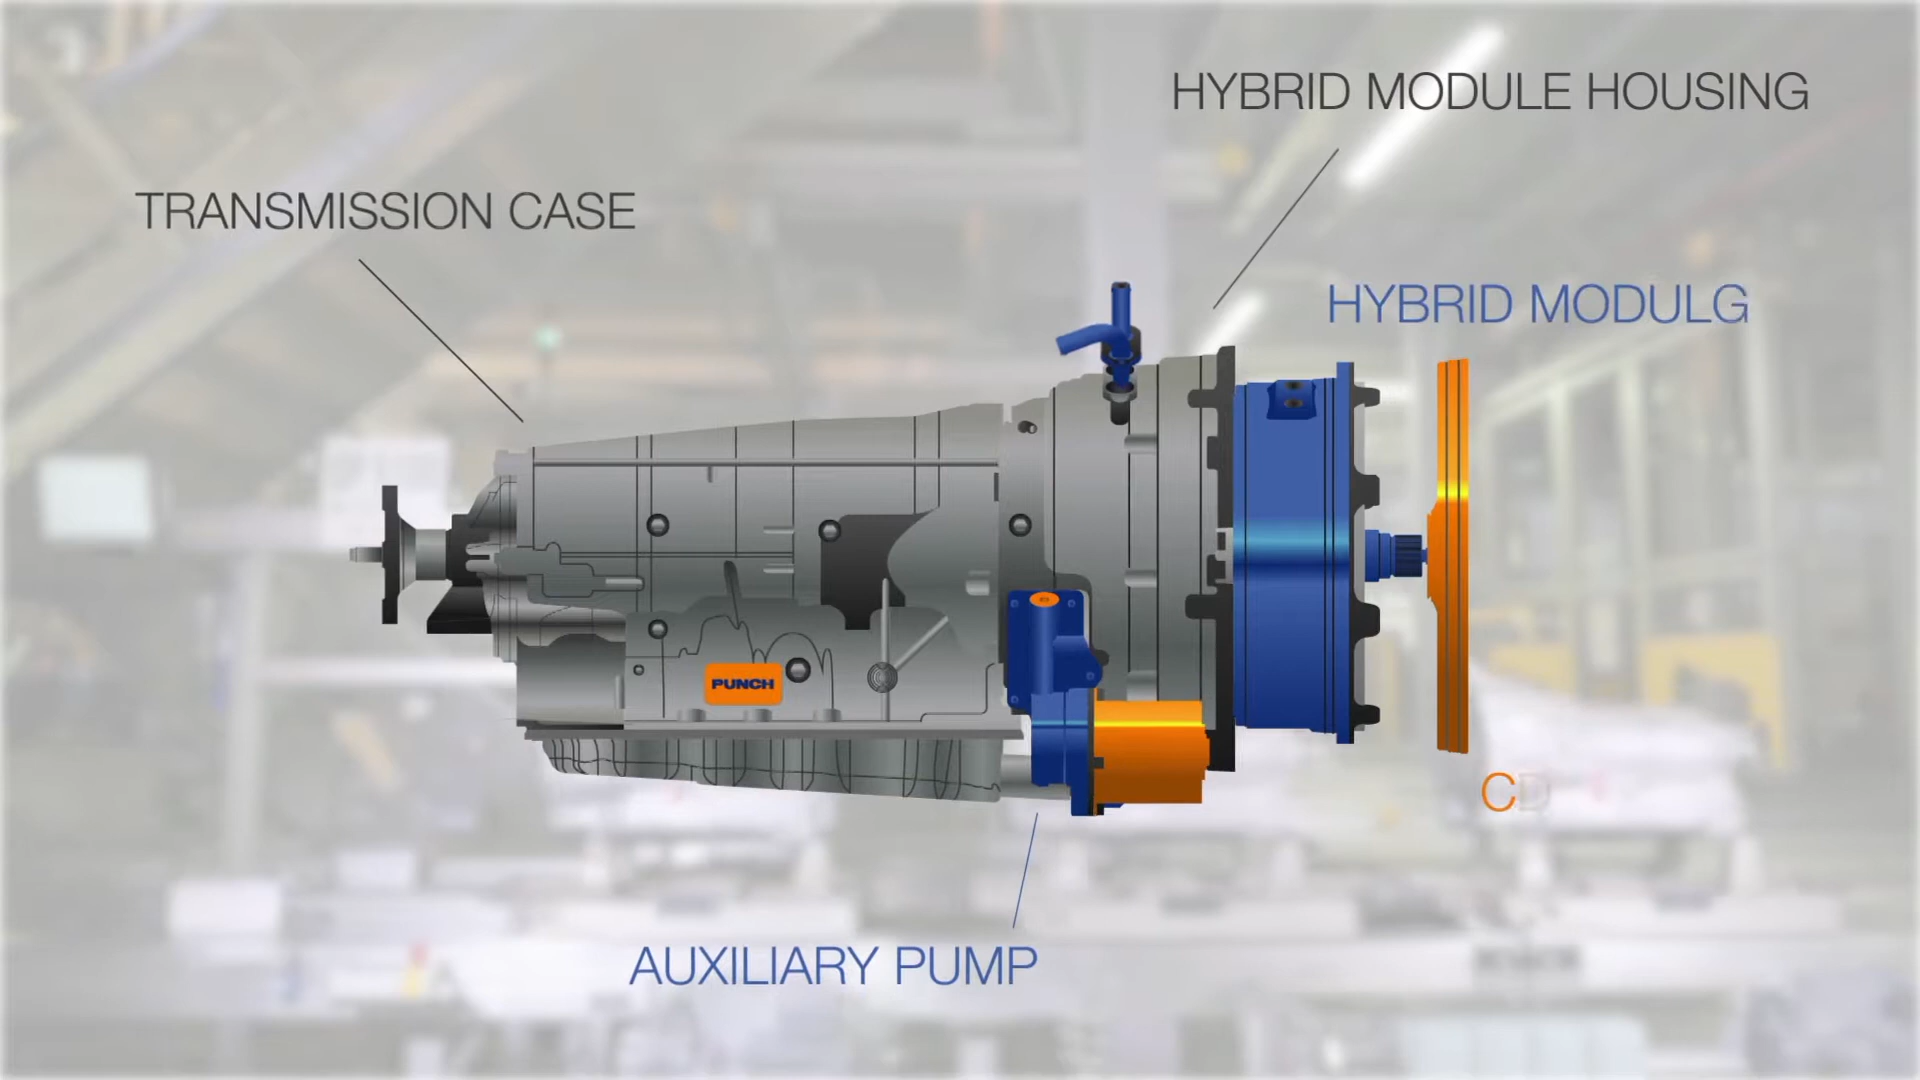 HYBRID MODULE HOUSING
TRANSMISSION CASE
HYBRID MODULG
PUNCH
C
AUXILIARY PUMP